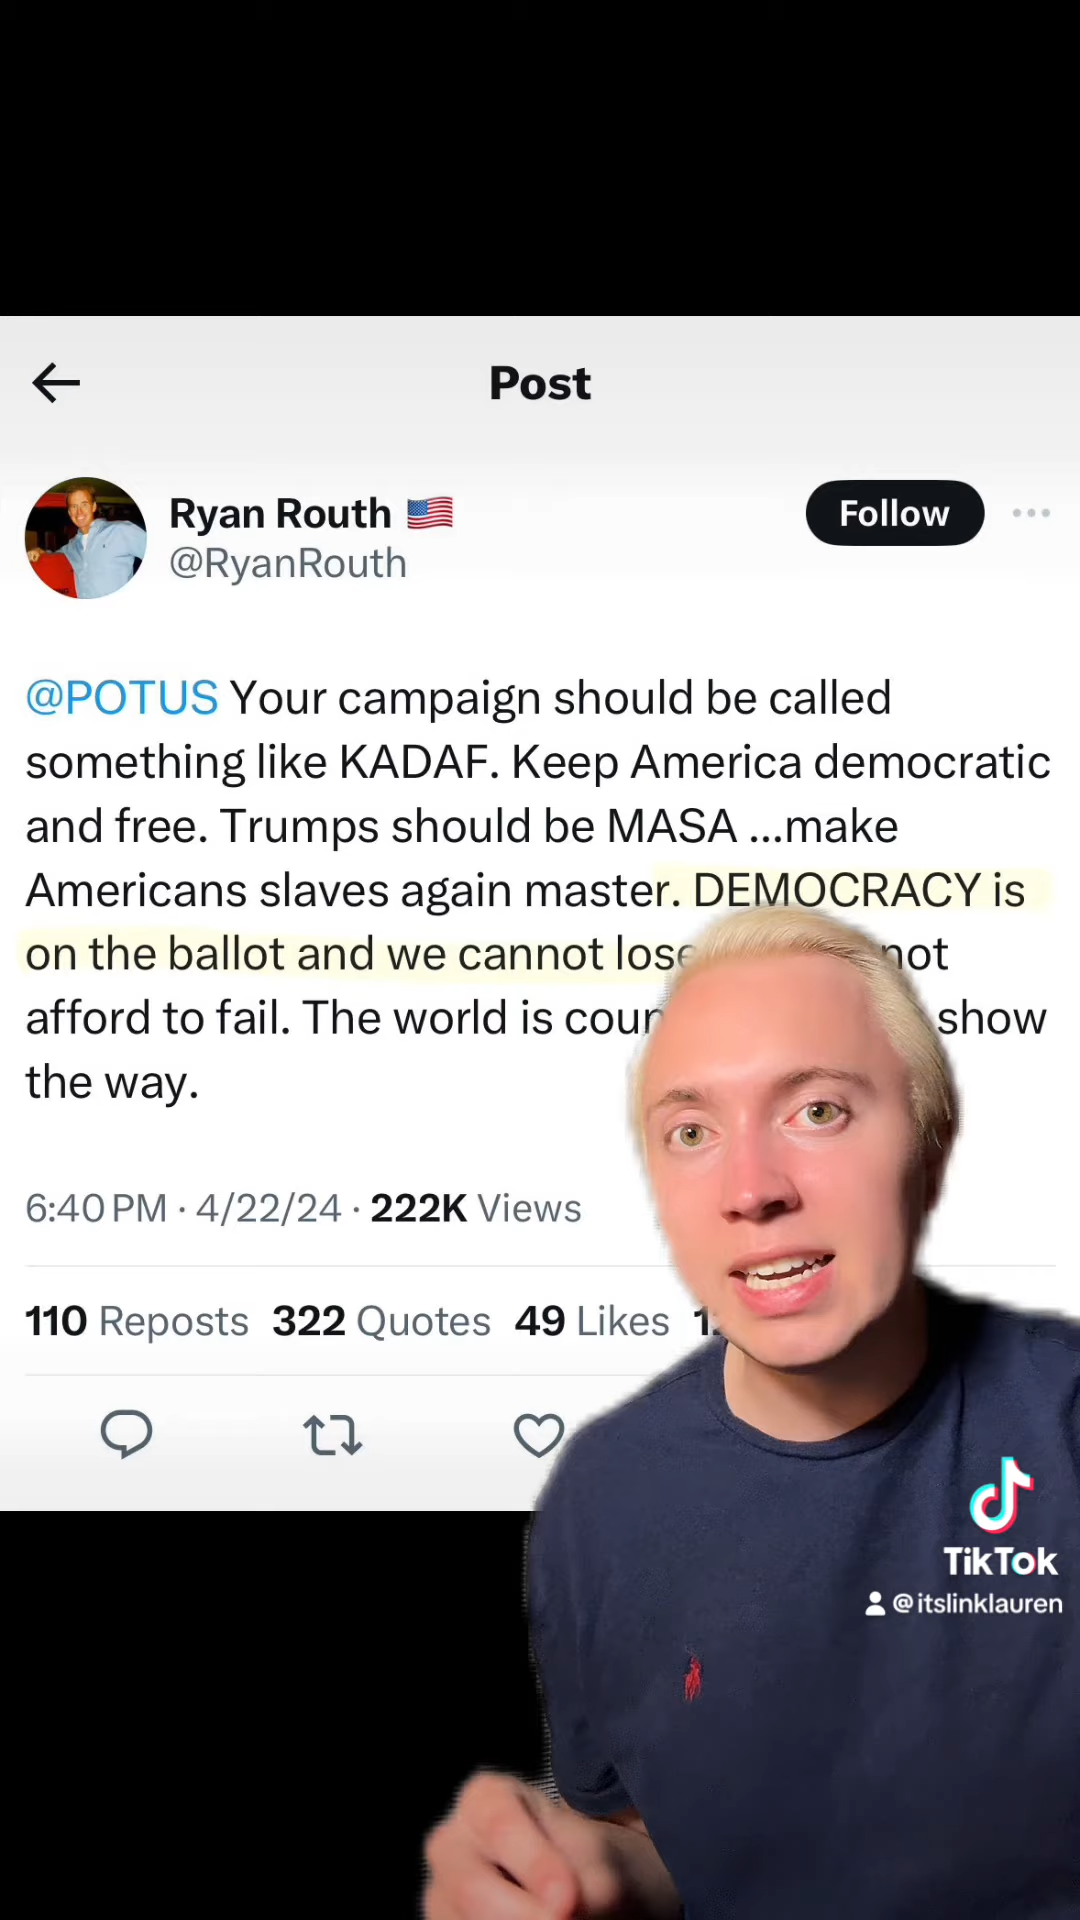 Post
Ryan Routh 🇺🇸
Follow
@RyanRouth
@POTUS Your campaign should be called
something like KADAF. Keep America democratic
and free. Trumps should be MASA ...make
Americans slaves again master. DEMOCRACY is
on the ballot and we cannot lose
afford to fail. The world is show
the way.
6:40 PM · 4/22/24 · 222K Views
110 Reposts 322 Quotes 49 Likes
TikTok
@itslinklauren